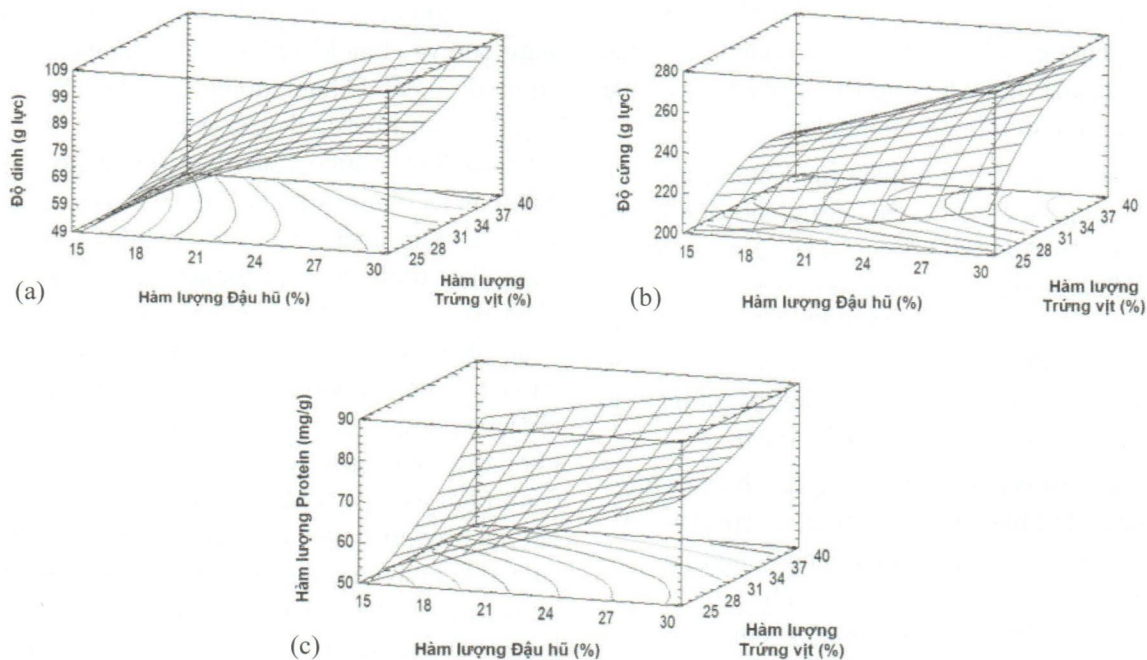 Độ dinh (g lực)
109
99
89
79
69
59
49
15 18 21 24 27 30
25 28 31 34 37 40
Hàm lượng Đậu hũ (%)
Hàm lượng
Trứng vịt (%)
(a)
Độ cứng (g lực)
280
260
240
220
200
15 18 21 24 27 30
25 28 31 34 37 40
Hàm lượng Đậu hũ (%)
Hàm lượng
Trứng vịt (%)
(b)
Hàm lượng Protein (mg/g)
90
80
70
60
50
15 18 21 24 27 30
25 28 31 34 37 40
Hàm lượng Đậu hũ (%)
Hàm lượng
Trứng vịt (%)
(c)